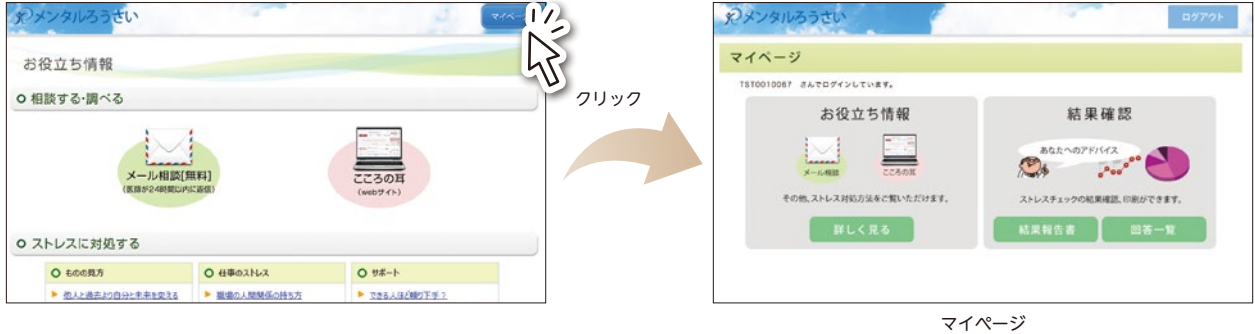 メンタルろうさい
マイページ
お役立ち情報
相談する・調べる
メール相談[無料]
(医師が24時間以内に返信)
こころの耳
(webサイト)
ストレスに対処する
ものの見方
仕事のストレス
サポート
他人と過去より自分と未来を変える
職場の人間関係の持ち方
できる人ほど頼り下手?
クリック
メンタルろうさい
ログアウト
マイページ
TST0010067 さんでログインしています。
お役立ち情報
メール相談
こころの耳
その他、ストレス対処方法をご覧いただけます。
詳しく見る
結果確認
あなたへのアドバイス
ストレスチェックの結果確認、印刷ができます。
結果報告書
回答一覧
マイページ